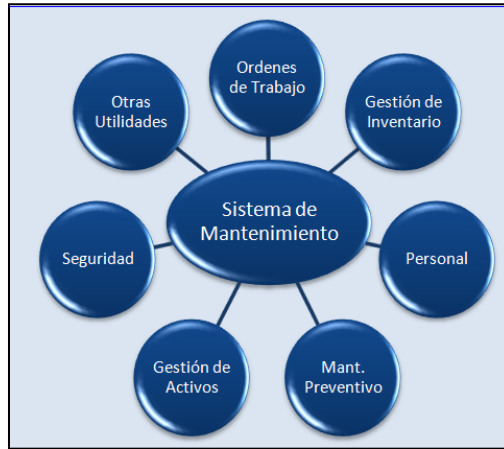 Ordenes
de Trabajo
Gestión de
Inventario
Personal
Mant.
Preventivo
Gestión de
Activos
Seguridad
Otras
Utilidades
Sistema de
Mantenimiento